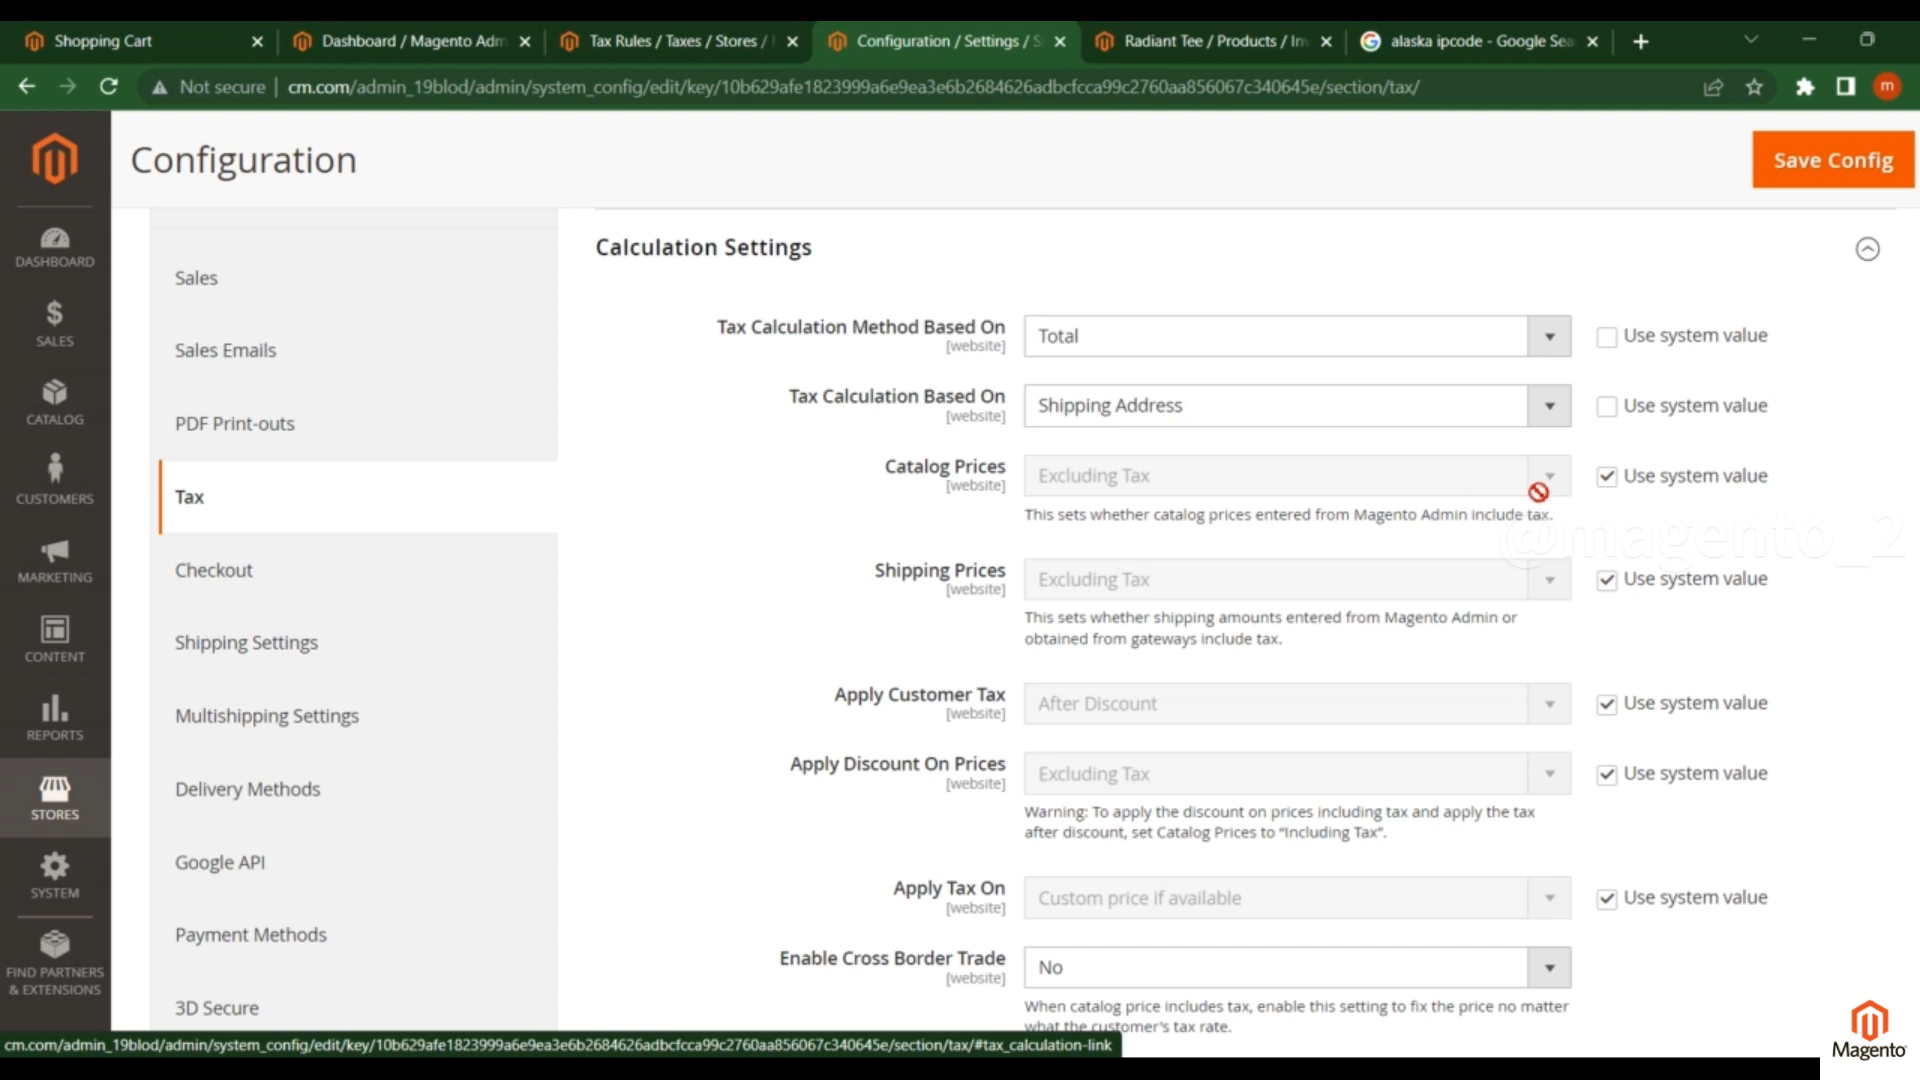 Shopping Cart
Dashboard / Magento Adm
Tax Rules / Taxes / Stores /
Configuration / Settings / S
Radiant Tee / Products / Inv
alaska ipcode - Google Sea
Not secure
cm.com/admin_19blod/admin/system_config/edit/key/10b629afe1823999a6e9ea3e6b2684626adbcfcca99c2760aa856067c340645e/section/tax/
m
Configuration
Save Config
DASHBOARD
SALES
CATALOG
CUSTOMERS
MARKETING
CONTENT
REPORTS
STORES
SYSTEM
FIND PARTNERS
& EXTENSIONS
Sales
Sales Emails
PDF Print-outs
Tax
Checkout
Shipping Settings
Multishipping Settings
Delivery Methods
Google API
Payment Methods
3D Secure
Calculation Settings
Tax Calculation Method Based On
[website]
Total
Use system value
Tax Calculation Based On
[website]
Shipping Address
Use system value
Catalog Prices
[website]
Excluding Tax
Use system value
This sets whether catalog prices entered from Magento Admin include tax.
@magento_2
Shipping Prices
[website]
Excluding Tax
Use system value
This sets whether shipping amounts entered from Magento Admin or
obtained from gateways include tax.
Apply Customer Tax
[website]
After Discount
Use system value
Apply Discount On Prices
[website]
Excluding Tax
Use system value
Warning: To apply the discount on prices including tax and apply the tax
after discount, set Catalog Prices to “Including Tax”.
Apply Tax On
[website]
Custom price if available
Use system value
Enable Cross Border Trade
[website]
No
When catalog price includes tax, enable this setting to fix the price no matter
what the customer's tax rate.
cm.com/admin_19blod/admin/system_config/edit/key/10b629afe1823999a6e9ea3e6b2684626adbcfcca99c2760aa856067c340645e/section/tax/#tax_calculation-link
Magento